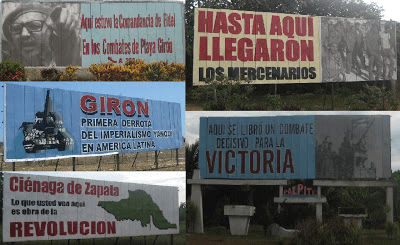 Aquí estuvo la Comandancia de Fidel
En los Combates de Playa Girón
HASTA AQUI
LLEGARON
LOS MERCENARIOS
GIRON
PRIMERA DERROTA
DEL IMPERIALISMO YANQUI
EN AMERICA LATINA
AQUI SE LIBRO UN COMBATE
DECISIVO PARA LA
VICTORIA
Ciénaga de Zapata
Lo que usted vea aquí
es obra de la
REVOLUCION